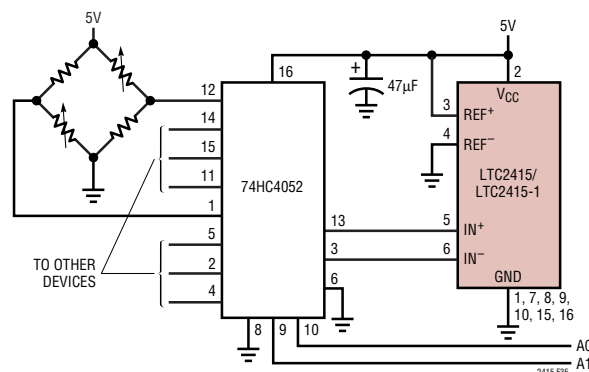 5V
5V
16
2
12
+
47µF
VCC
14
3
REF+
15
4
REF−
11
74HC4052
LTC2415/
LTC2415-1
1
13
5
IN+
5
3
6
IN−
TO OTHER
DEVICES
2
4
6
GND
1, 7, 8, 9,
10, 15, 16
8
9
10
A0
A1
2415 F35